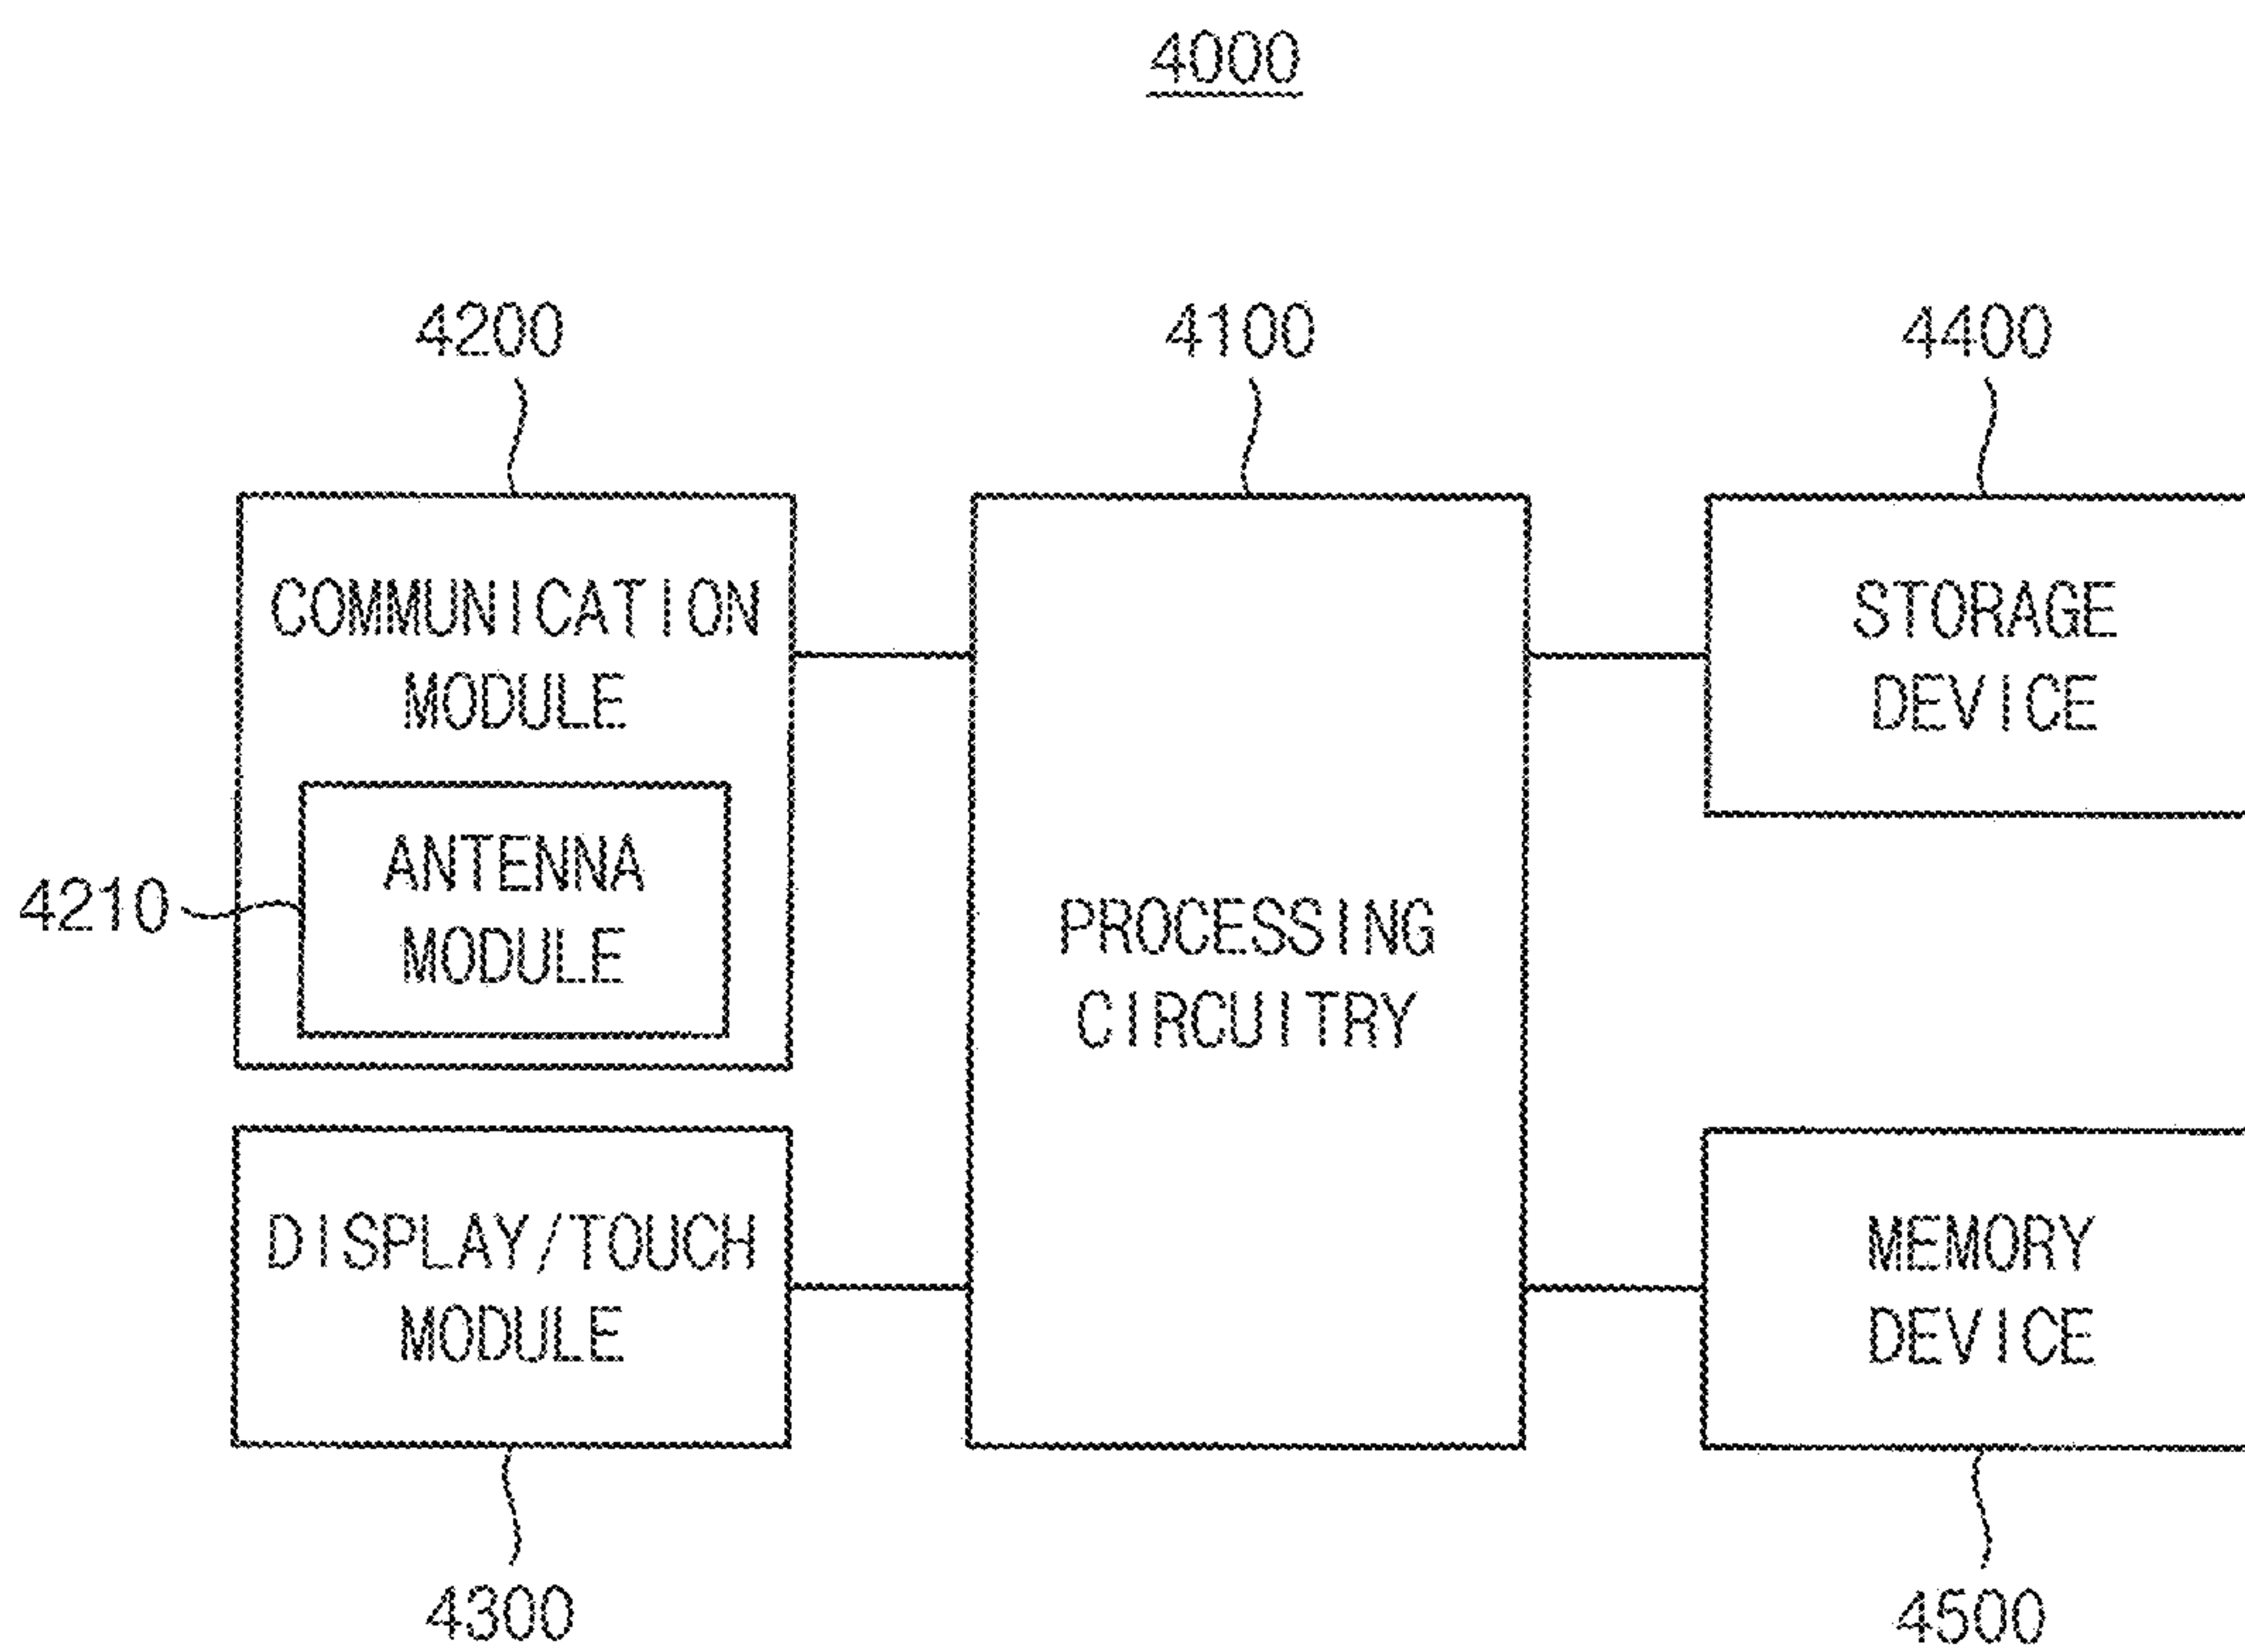 4000
4200
4100
4400
COMMUNICATION
MODULE
STORAGE
DEVICE
4210
ANTENNA
MODULE
PROCESSING
CIRCUITRY
DISPLAY/TOUCH
MODULE
MEMORY
DEVICE
4300
4500